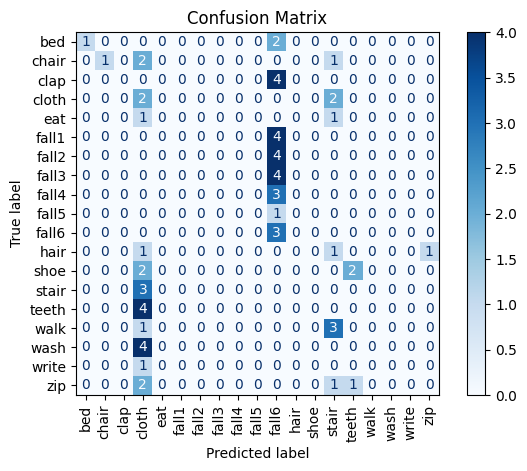 Confusion Matrix
bed 1 0 0 0 0 0 0 0 0 0 2 0 0 0 0 0 0 0 0 4.0
chair 0 1 0 2 0 0 0 0 0 0 0 0 0 1 0 0 0 0 0
clap 0 0 0 0 0 0 0 0 0 0 4 0 0 0 0 0 0 0 0 3.5
cloth 0 0 0 2 0 0 0 0 0 0 0 0 0 2 0 0 0 0 0
eat 0 0 0 1 0 0 0 0 0 0 0 0 0 1 0 0 0 0 0 3.0
fall1 0 0 0 0 0 0 0 0 0 0 4 0 0 0 0 0 0 0 0
fall2 0 0 0 0 0 0 0 0 0 0 4 0 0 0 0 0 0 0 0 2.5
fall3 0 0 0 0 0 0 0 0 0 0 4 0 0 0 0 0 0 0 0
fall4 0 0 0 0 0 0 0 0 0 0 3 0 0 0 0 0 0 0 0
fall5 0 0 0 0 0 0 0 0 0 0 1 0 0 0 0 0 0 0 0 2.0
fall6 0 0 0 0 0 0 0 0 0 0 3 0 0 0 0 0 0 0 0
hair 0 0 0 1 0 0 0 0 0 0 0 0 0 1 0 0 0 0 1 1.5
shoe 0 0 0 2 0 0 0 0 0 0 0 0 0 0 2 0 0 0 0
stair 0 0 0 3 0 0 0 0 0 0 0 0 0 0 0 0 0 0 0
teeth 0 0 0 4 0 0 0 0 0 0 0 0 0 0 0 0 0 0 0 1.0
walk 0 0 0 1 0 0 0 0 0 0 0 0 0 3 0 0 0 0 0
wash 0 0 0 4 0 0 0 0 0 0 0 0 0 0 0 0 0 0 0 0.5
write 0 0 0 1 0 0 0 0 0 0 0 0 0 0 0 0 0 0 0
zip 0 0 0 2 0 0 0 0 0 0 0 0 0 1 1 0 0 0 0 0.0
True label
bed chair clap cloth eat fall1 fall2 fall3 fall4 fall5 fall6 hair shoe stair teeth walk wash write zip
Predicted label